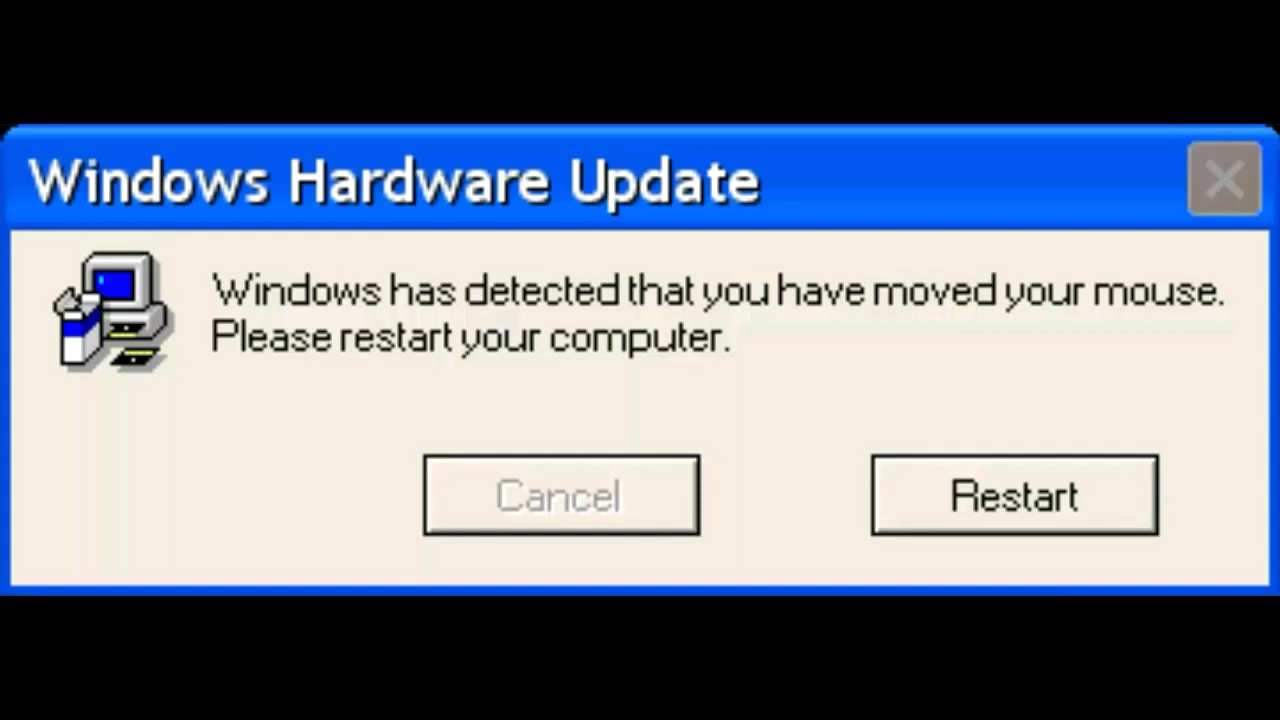 Windows Hardware Update
Windows has detected that you have moved your mouse.
Please restart your computer.
Cancel
Restart